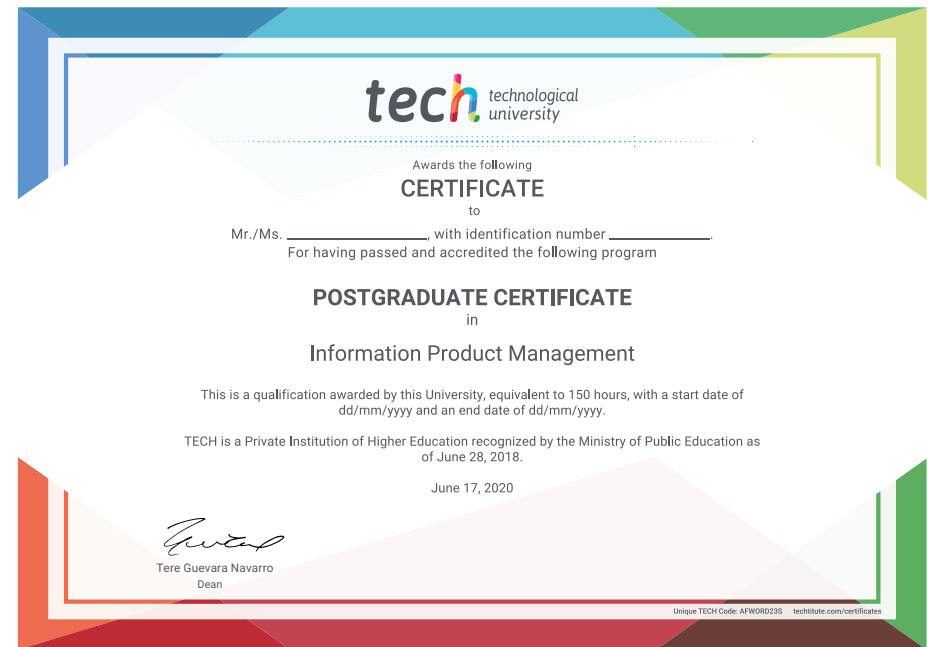 tech technological
university
Awards the following
CERTIFICATE
to
Mr./Ms. ____________________, with identification number ______________.
For having passed and accredited the following program
POSTGRADUATE CERTIFICATE
in
Information Product Management
This is a qualification awarded by this University, equivalent to 150 hours, with a start date of
dd/mm/yyyy and an end date of dd/mm/yyyy.
TECH is a Private Institution of Higher Education recognized by the Ministry of Public Education as
of June 28, 2018.
June 17, 2020
Tere Guevara Navarro
Dean
Unique TECH Code: AFWORD23S techtitute.com/certificates